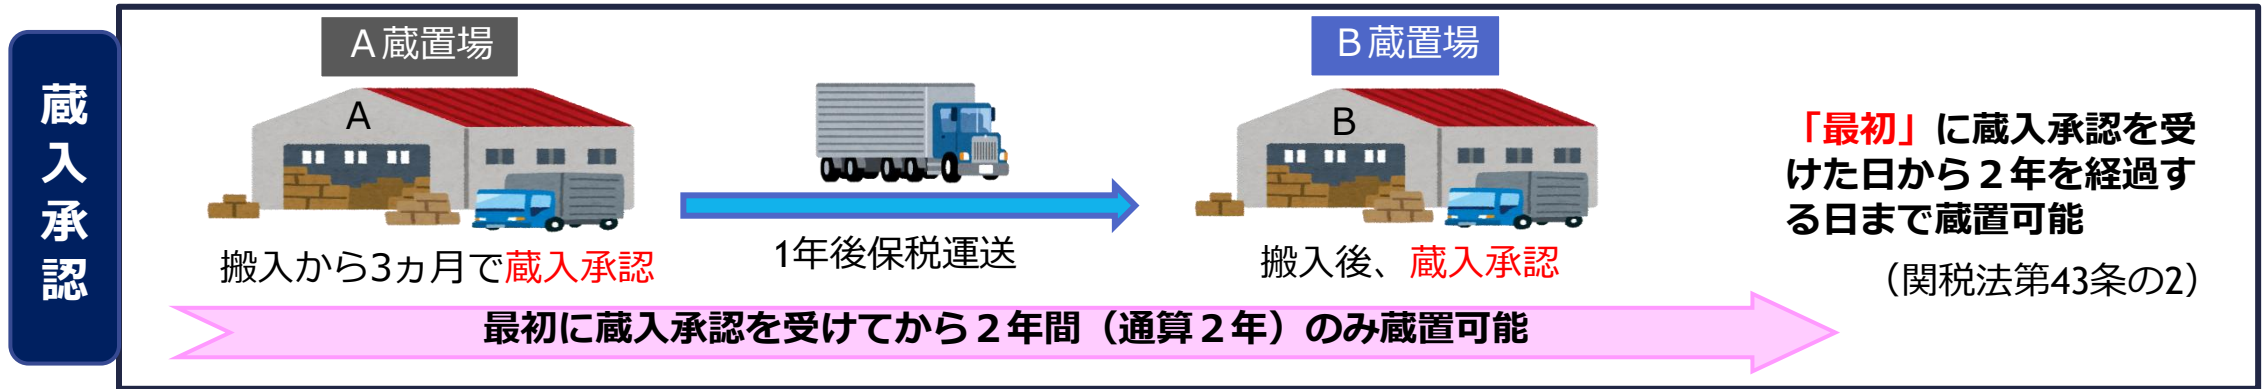 蔵入承認
A蔵置場
A
搬入から3ヵ月で蔵入承認
1年後保税運送
B蔵置場
B
搬入後、蔵入承認
「最初」に蔵入承認を受
けた日から２年を経過す
る日まで蔵置可能
（関税法第43条の2）
最初に蔵入承認を受けてから２年間（通算２年）のみ蔵置可能